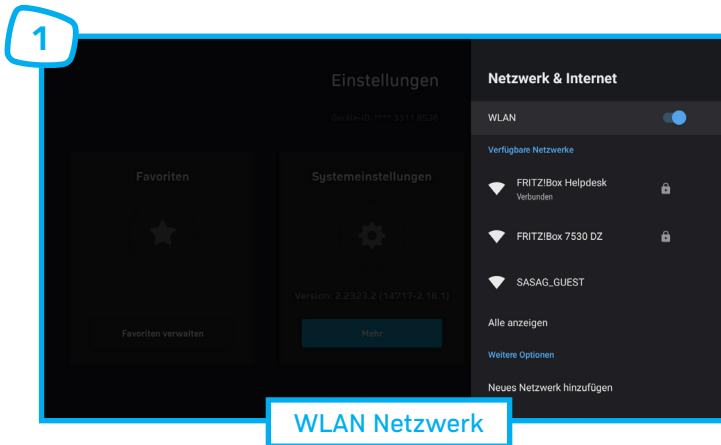 1
Einstellungen
Geräte-ID: **** 3311 8536
Favoriten
Favoriten verwalten
Systemeinstellungen
Version: 2.2323.2 (14717-2.18.1)
Mehr
Netzwerk & Internet
WLAN
Verfügbare Netzwerke
FRITZ!Box Helpdesk
Verbunden
FRITZ!Box 7530 DZ
SASAG_GUEST
Alle anzeigen
Weitere Optionen
Neues Netzwerk hinzufügen
WLAN Netzwerk